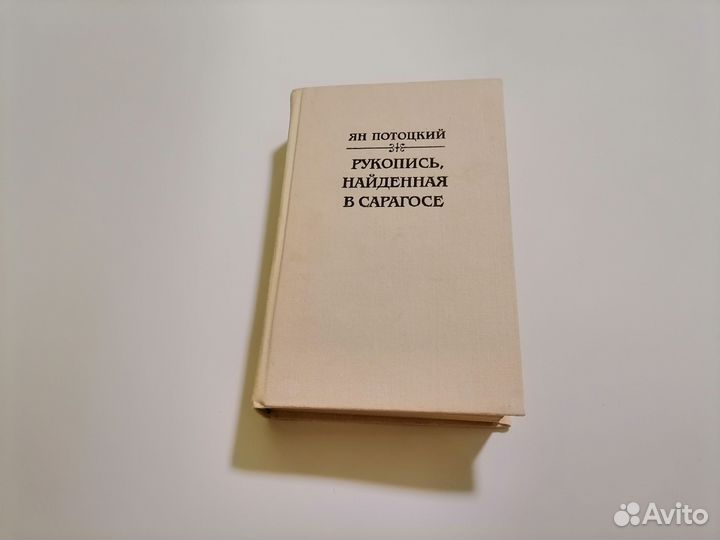 ЯН ПОТОЦКИЙ
РУКОПИСЬ,
НАЙДЕННАЯ
В САРАГОСЕ
Avito